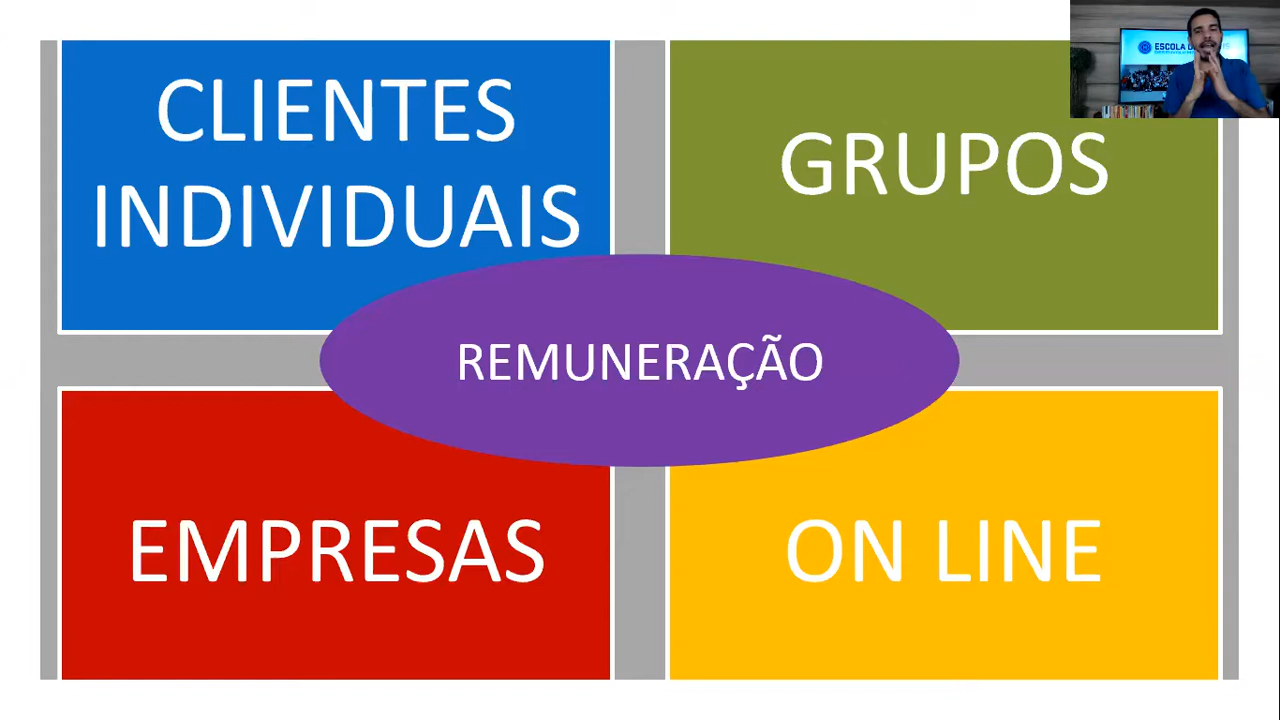 CLIENTES
INDIVIDUAIS
GRUPOS
REMUNERAÇÃO
EMPRESAS
ON LINE
ESCOLA